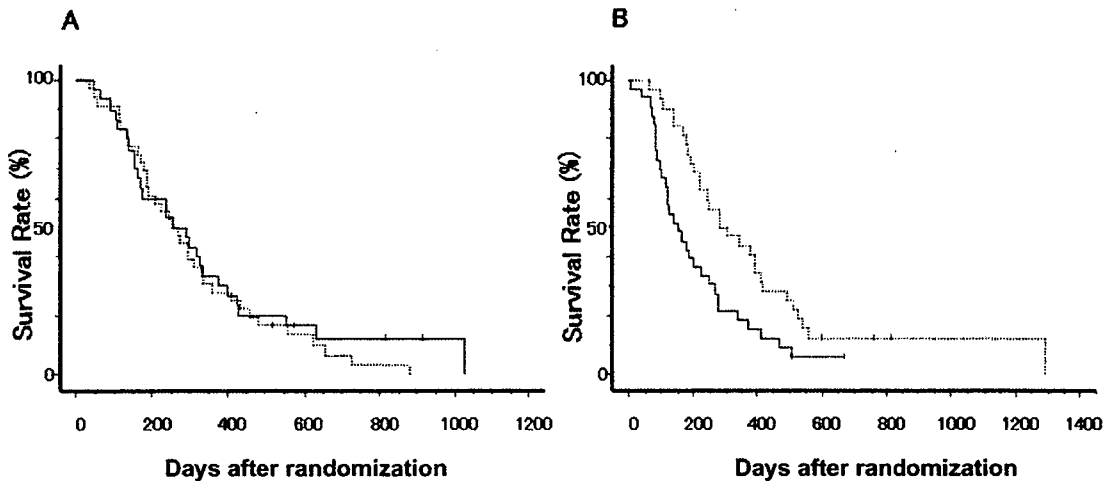 A
B
100
50
0
Survival Rate (%)
0 200 400 600 800 1000 1200
Days after randomization
100
50
0
Survival Rate (%)
0 200 400 600 800 1000 1200 1400
Days after randomization